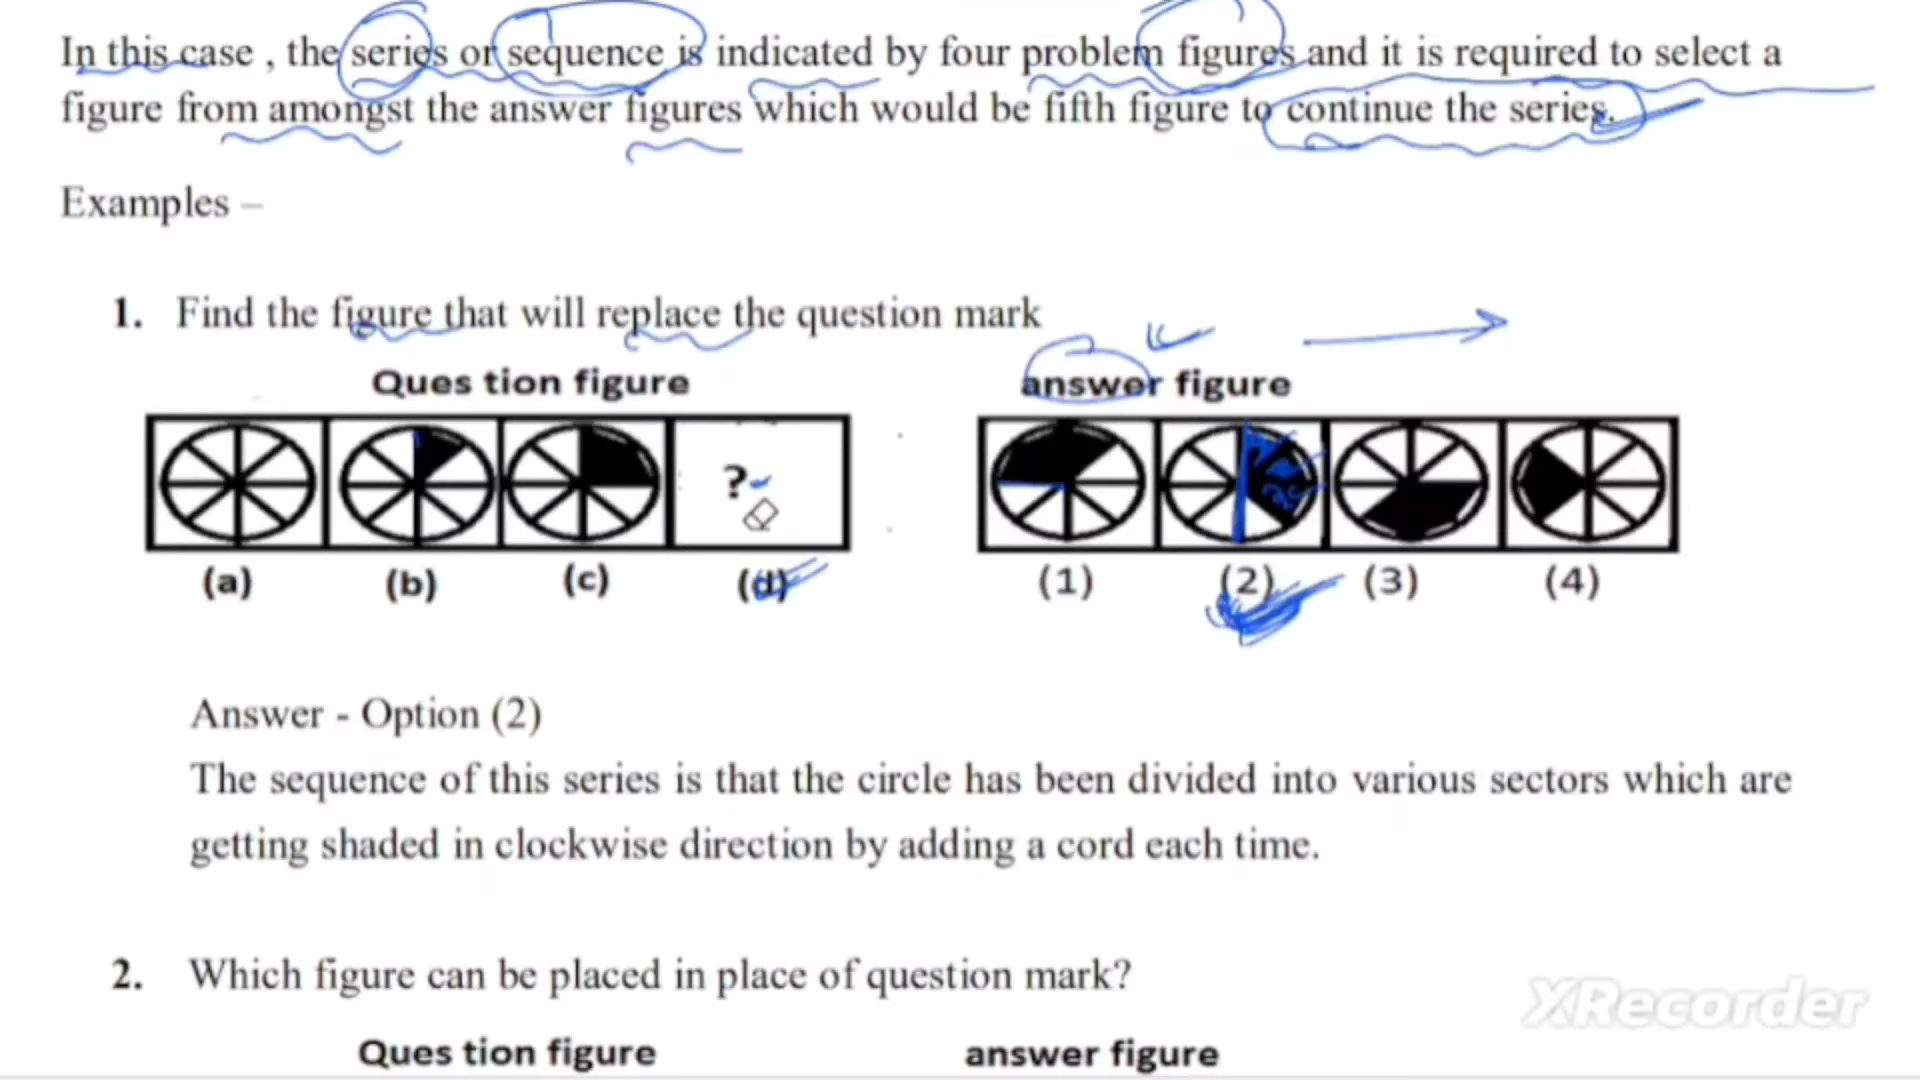 In this case , the series or sequence is indicated by four problem figures and it is required to select a
figure from amongst the answer figures which would be fifth figure to continue the series.
Examples –
1. Find the figure that will replace the question mark
Ques tion figure
answer figure
?
(a) (b) (c) (d)
(1) (2) (3) (4)
Answer - Option (2)
The sequence of this series is that the circle has been divided into various sectors which are
getting shaded in clockwise direction by adding a cord each time.
2. Which figure can be placed in place of question mark?
Ques tion figure
answer figure
XRecorder